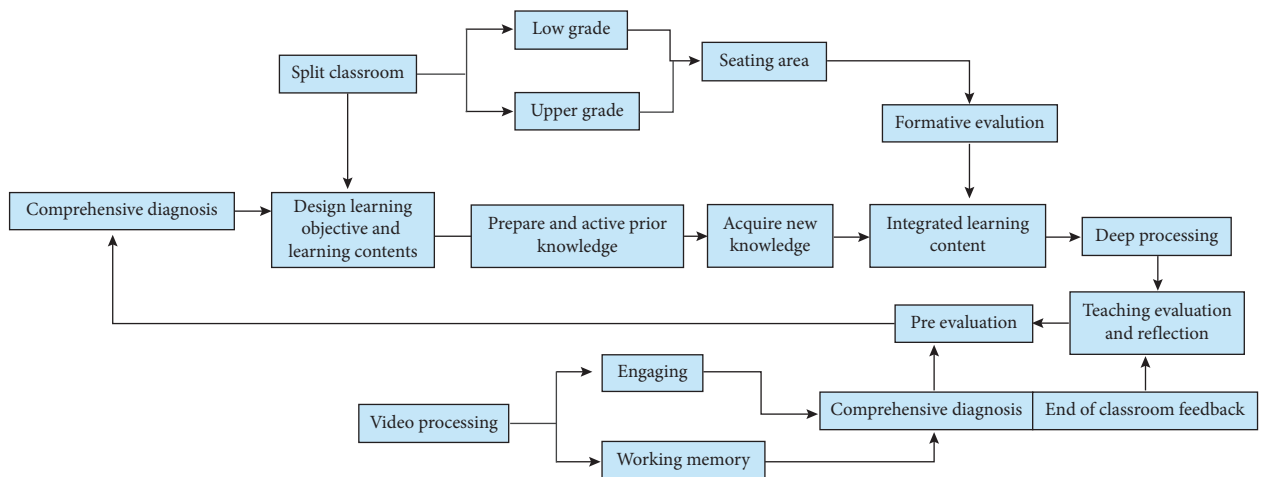 Low grade
Split classroom
Seating area
Upper grade
Formative evalution
Comprehensive diagnosis
Design learning
objective and
learning contents
Prepare and active prior
knowledge
Acquire new
knowledge
Integrated learning
content
Deep processing
Pre evaluation
Teaching evaluation
and reflection
Engaging
Video processing
Comprehensive diagnosis
End of classroom feedback
Working memory